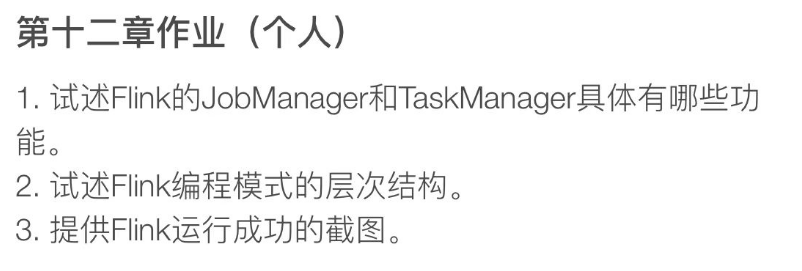 第十二章作业（个人）
1. 试述Flink的JobManager和TaskManager具体有哪些功
能。
2. 试述Flink编程模式的层次结构。
3. 提供Flink运行成功的截图。